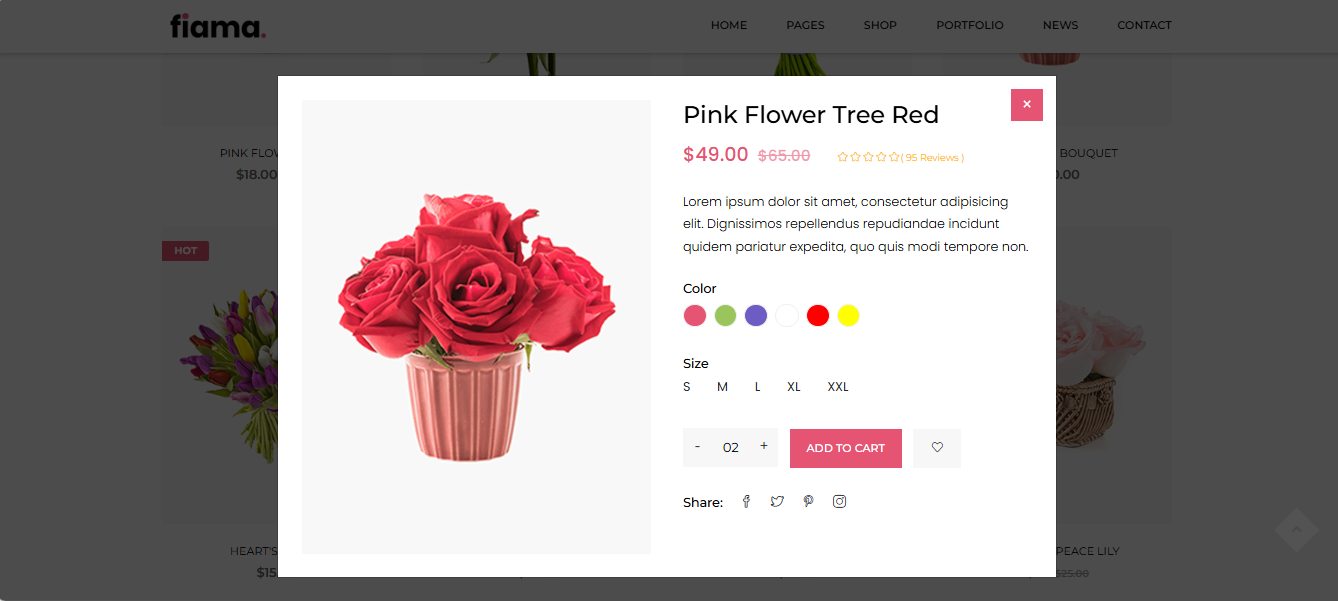 fiama.
HOME PAGES SHOP PORTFOLIO NEWS CONTACT
PINK FLOW
$18.00
BOUQUET
0.00
HOT
HEART'S
$15
PEACE LILY
$25.00
×
Pink Flower Tree Red
$49.00 $65.00 ( 95 Reviews )
Lorem ipsum dolor sit amet, consectetur adipisicing
elit. Dignissimos repellendus repudiandae incidunt
quidem pariatur expedita, quo quis modi tempore non.
Color
Size
S M L XL XXL
- 02 +
ADD TO CART
Share: